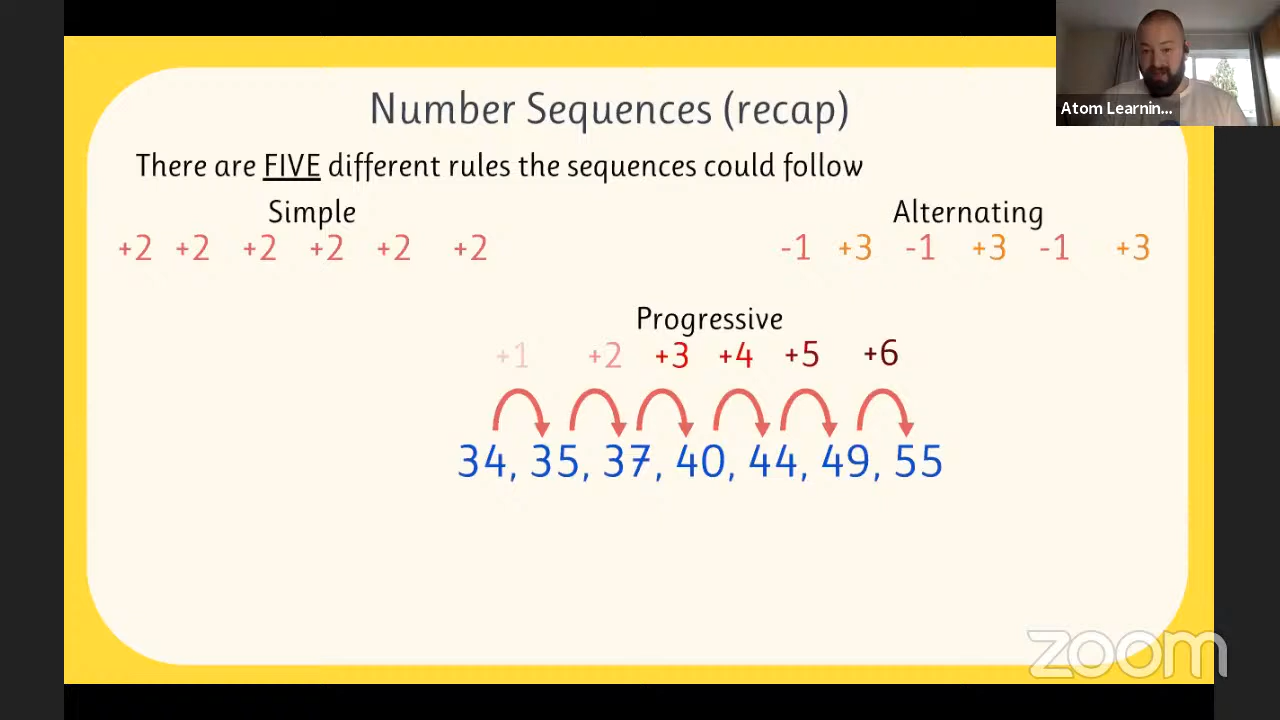 Number Sequences (recap)
Atom Learnin...
There are FIVE different rules the sequences could follow
Simple
+2 +2 +2 +2 +2 +2
Alternating
-1 +3 -1 +3 -1 +3
Progressive
+1 +2 +3 +4 +5 +6
34, 35, 37, 40, 44, 49, 55
zoom